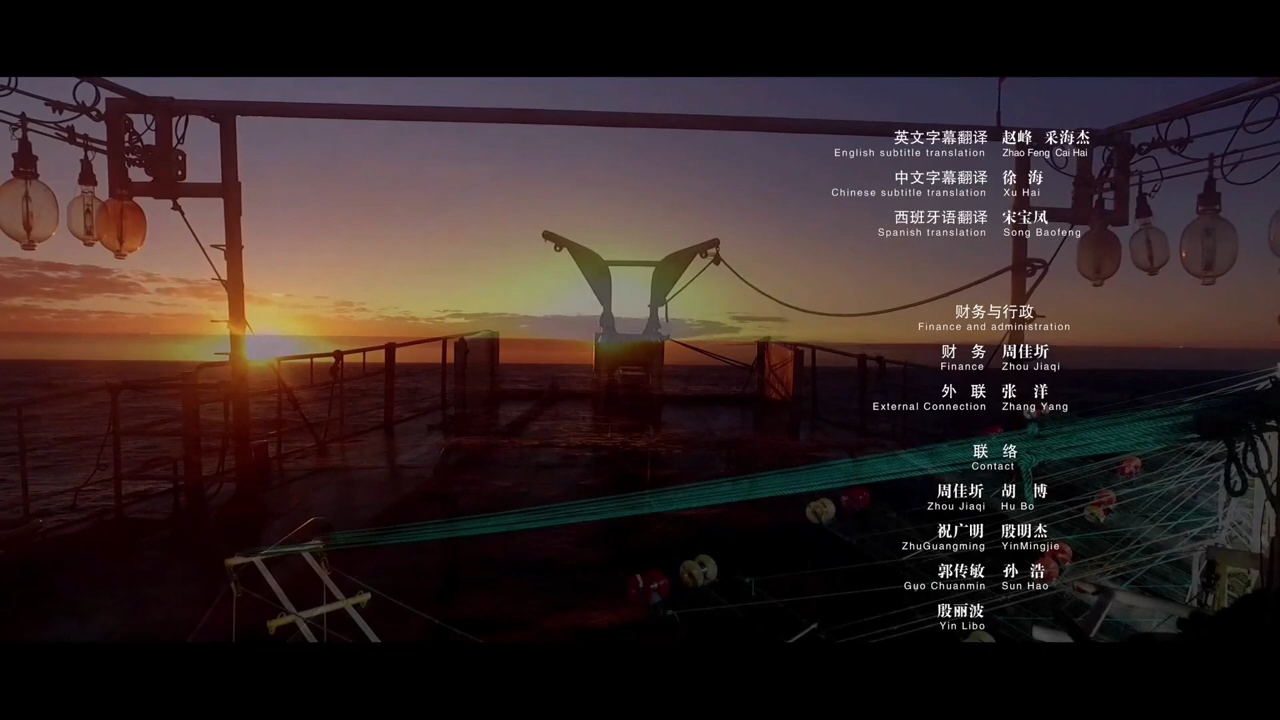 英文字幕翻译 赵峰 采海杰
English subtitle translation Zhao Feng Cai Hai
中文字幕翻译 徐 海
Chinese subtitle translation Xu Hai
西班牙语翻译 宋宝凤
Spanish translation Song Baofeng
财务与行政
Finance and administration
财 务 周佳圻
Finance Zhou Jiaqi
外 联 张 洋
External Connection Zhang Yang
联 络
Contact
周佳圻 胡 博
Zhou Jiaqi Hu Bo
祝广明 殷明杰
ZhuGuangming YinMingjie
郭传敏 孙 浩
Guo Chuanmin Sun Hao
殷丽波
Yin Libo